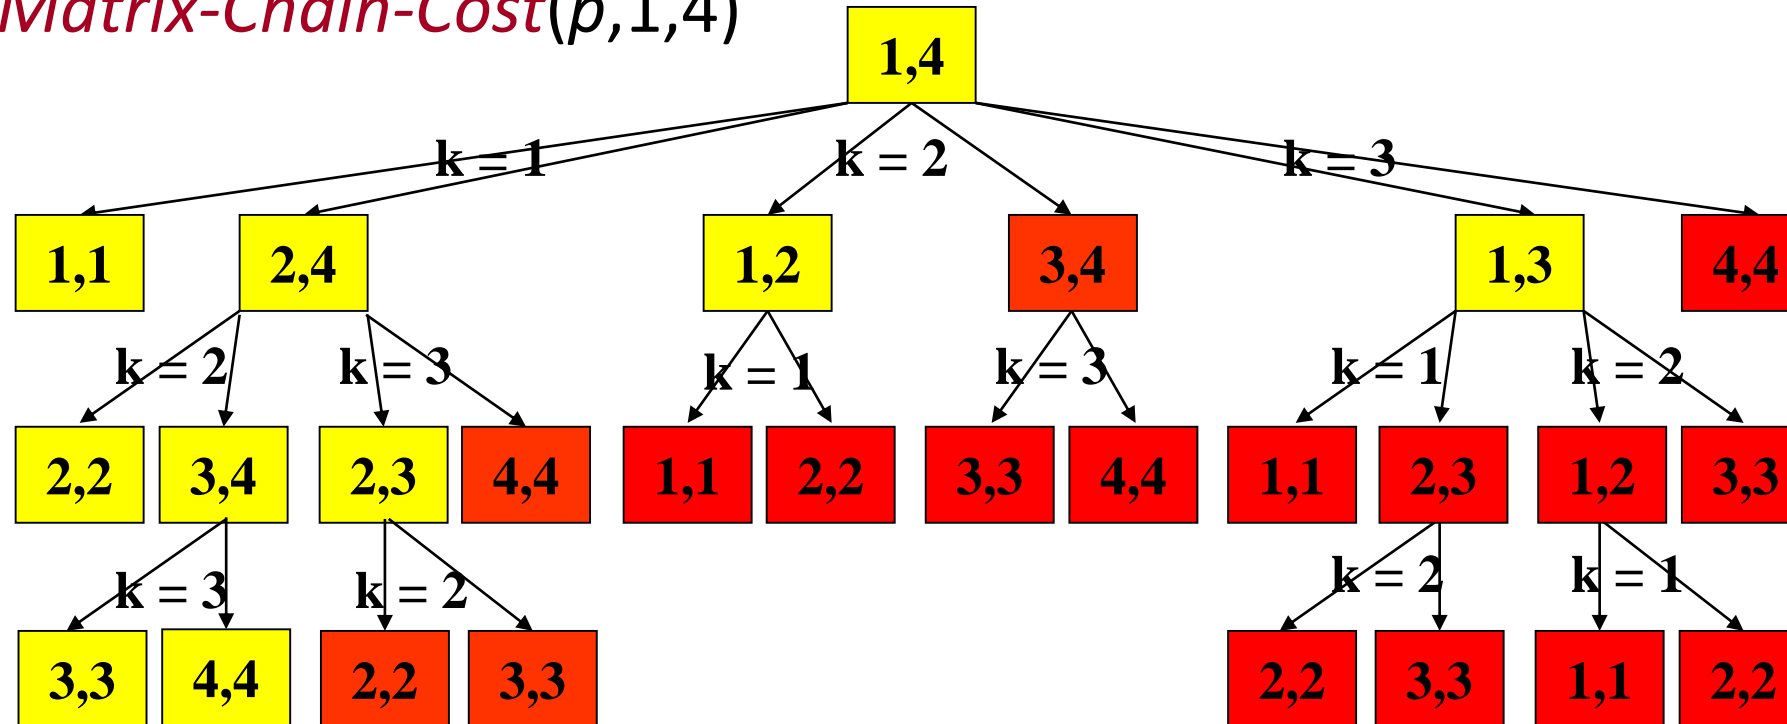 Matrix-Chain-Cost(p,1,4)
1,4
k = 1 k = 2 k = 3
1,1 2,4 1,2 3,4 1,3 4,4
k = 2 k = 3 k = 1 k = 3 k = 1 k = 2
2,2 3,4 2,3 4,4 1,1 2,2 3,3 4,4 1,1 2,3 1,2 3,3
k = 3 k = 2 k = 2 k = 1
3,3 4,4 2,2 3,3 2,2 3,3 1,1 2,2